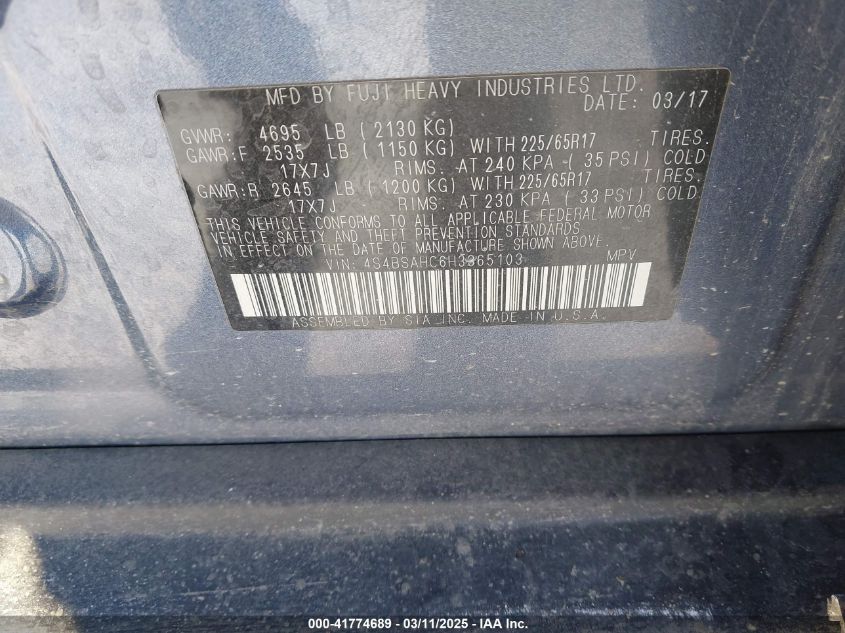 MFD BY FUJI HEAVY INDUSTRIES LTD.
DATE: 03/17
GVWR: 4695 LB ( 2130 KG)
GAWR:F 2535 LB ( 1150 KG) WITH 225/65R17 TIRES.
17X7J RIMS. AT 240 KPA ( 35 PSI) COLD
GAWR:R 2645 LB ( 1200 KG) WITH 225/65R17 TIRES.
17X7J RIMS. AT 230 KPA ( 33 PSI) COLD
THIS VEHICLE CONFORMS TO ALL APPLICABLE FEDERAL MOTOR
VEHICLE SAFETY AND THEFT PREVENTION STANDARDS
IN EFFECT ON THE DATE OF MANUFACTURE SHOWN ABOVE.
VIN: 4S4BSAHC6H3365103 MPV
ASSEMBLED BY SIA INC. MADE IN U.S.A.
000-41774689 – 03/11/2025 - IAA Inc.